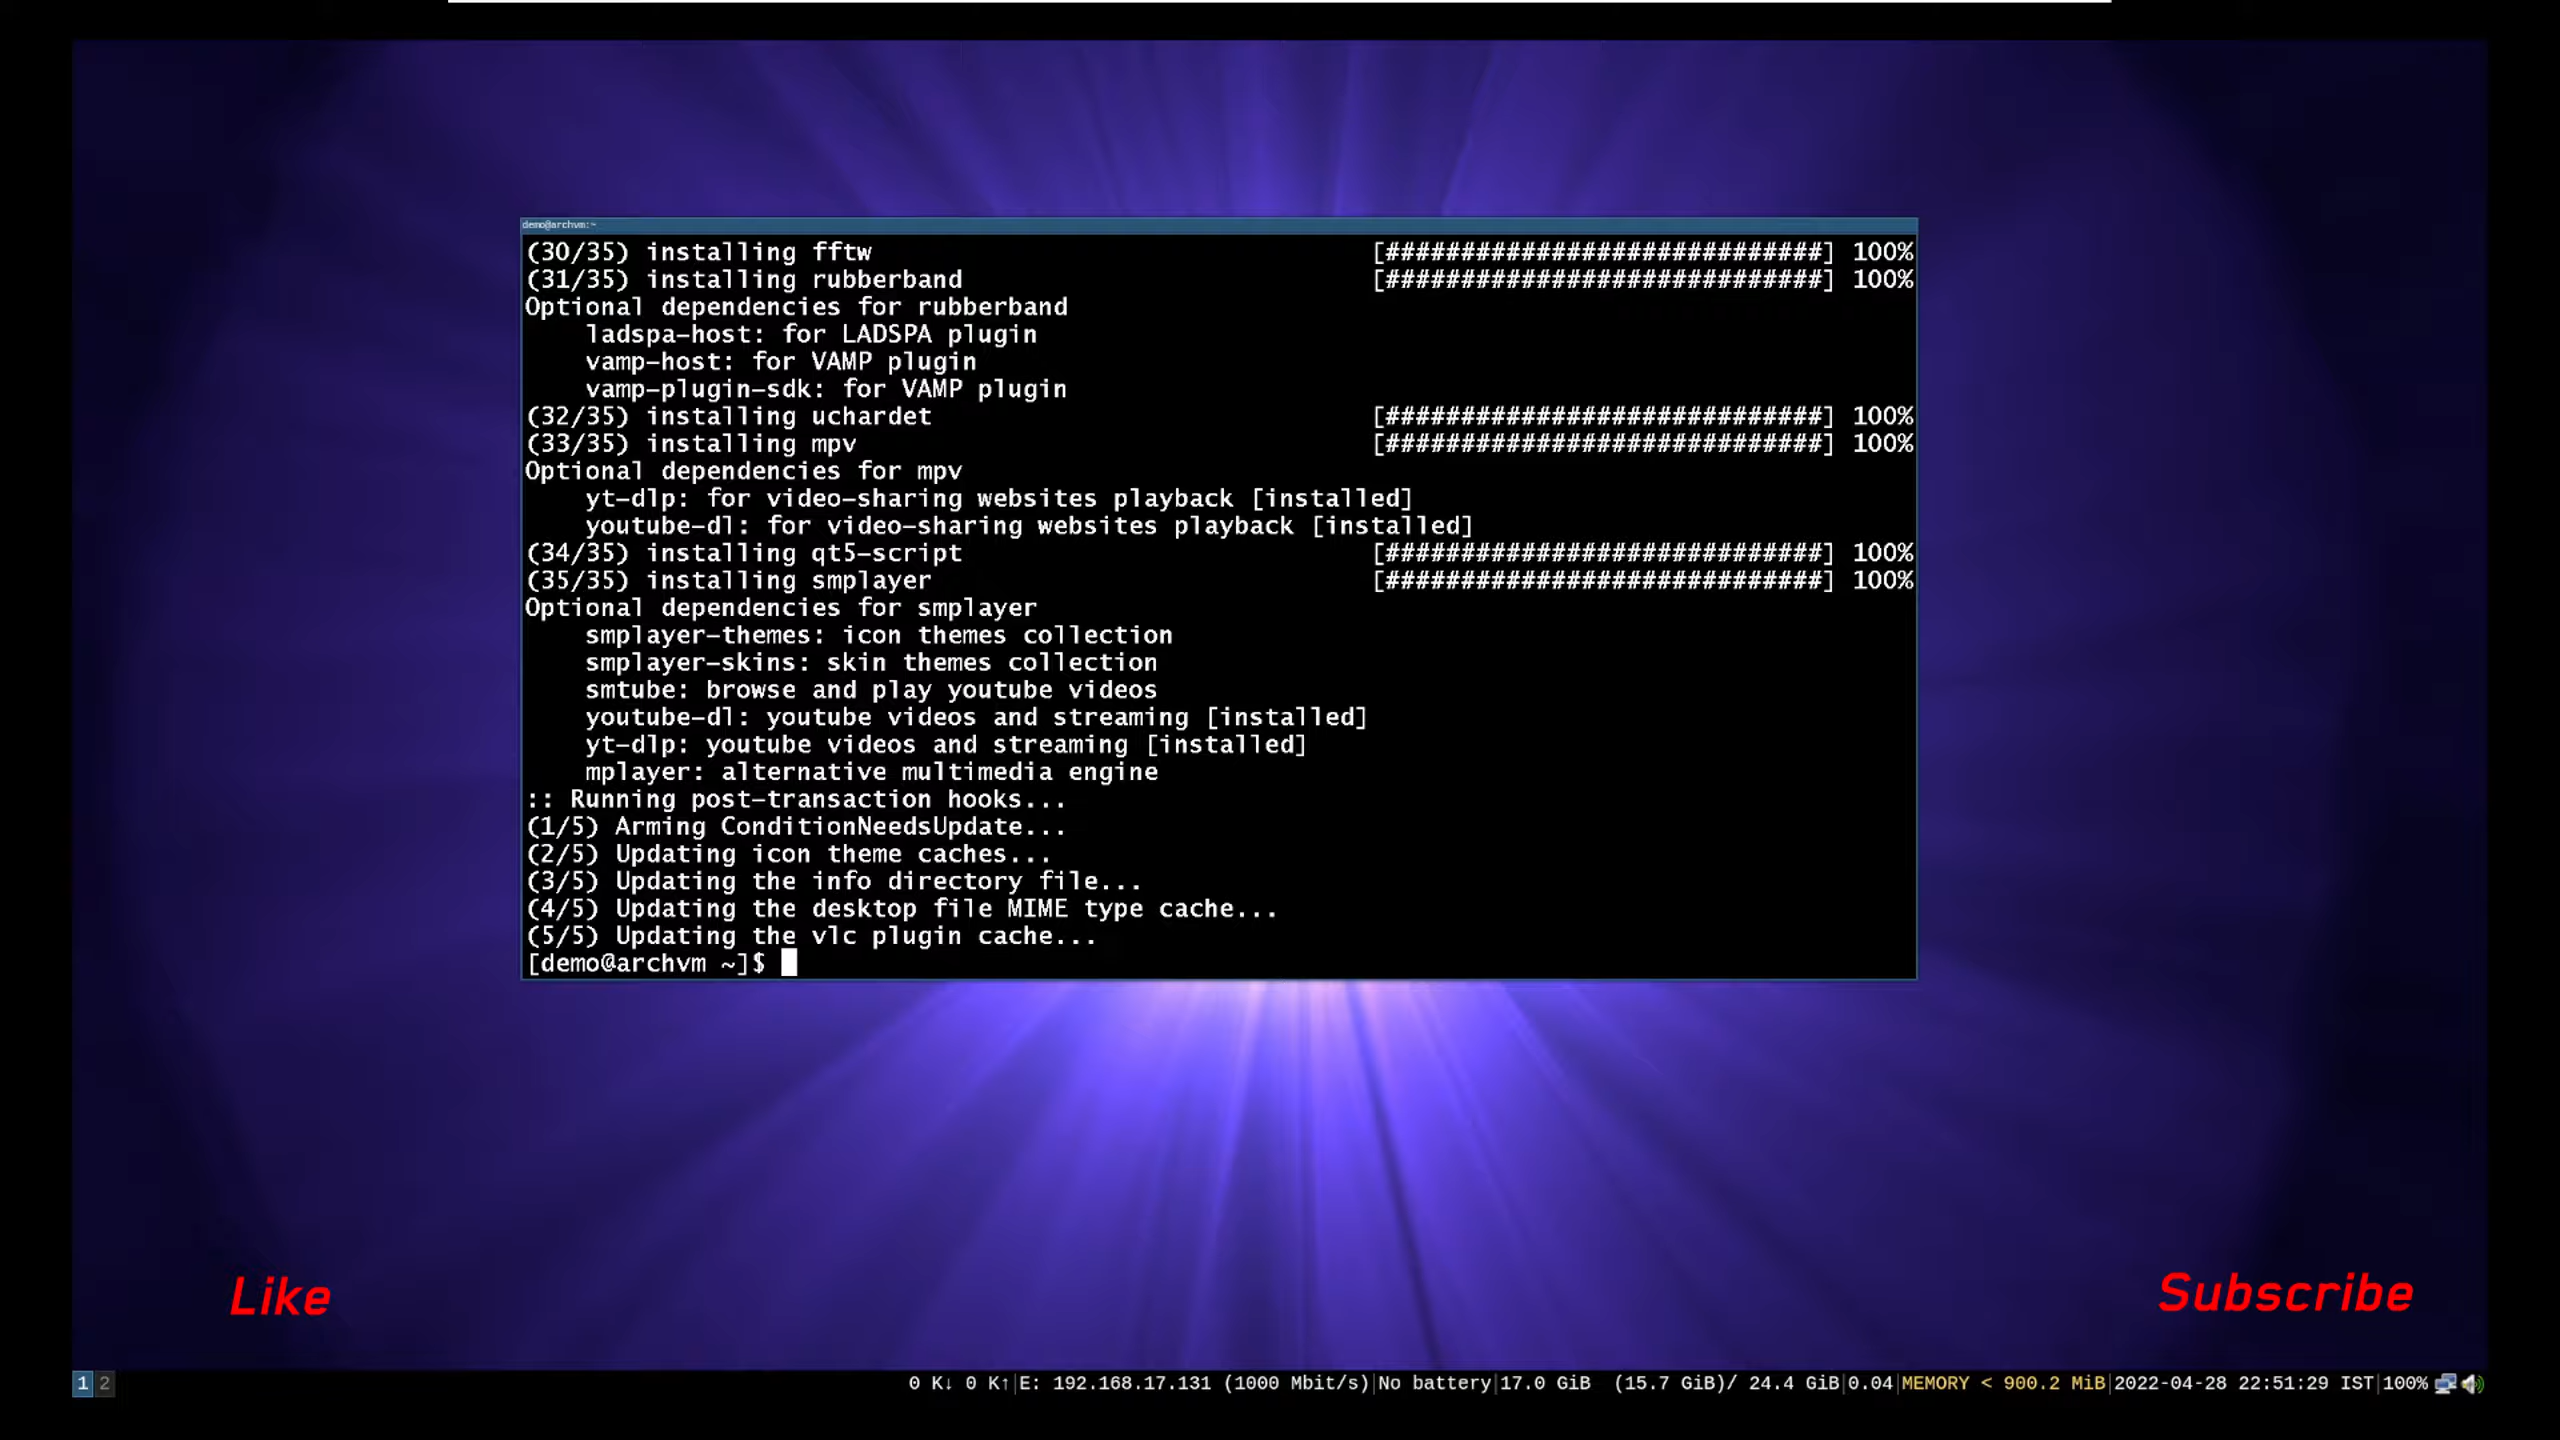 demo@archvm:~
(30/35) installing fftw [#############################] 100%
(31/35) installing rubberband [#############################] 100%
Optional dependencies for rubberband
ladspa-host: for LADSPA plugin
vamp-host: for VAMP plugin
vamp-plugin-sdk: for VAMP plugin
(32/35) installing uchardet [#############################] 100%
(33/35) installing mpv [#############################] 100%
Optional dependencies for mpv
yt-dlp: for video-sharing websites playback [installed]
youtube-dl: for video-sharing websites playback [installed]
(34/35) installing qt5-script [#############################] 100%
(35/35) installing smplayer [#############################] 100%
Optional dependencies for smplayer
smplayer-themes: icon themes collection
smplayer-skins: skin themes collection
smtube: browse and play youtube videos
youtube-dl: youtube videos and streaming [installed]
yt-dlp: youtube videos and streaming [installed]
mplayer: alternative multimedia engine
:: Running post-transaction hooks...
(1/5) Arming ConditionNeedsUpdate...
(2/5) Updating icon theme caches...
(3/5) Updating the info directory file...
(4/5) Updating the desktop file MIME type cache...
(5/5) Updating the vlc plugin cache...
[demo@archvm ~]$
Like Subscribe
1 2 0 K↓ 0 K↑|E: 192.168.17.131 (1000 Mbit/s)|No battery|17.0 GiB (15.7 GiB)/ 24.4 GiB|0.04|MEMORY < 900.2 MiB|2022-04-28 22:51:29 IST|100%